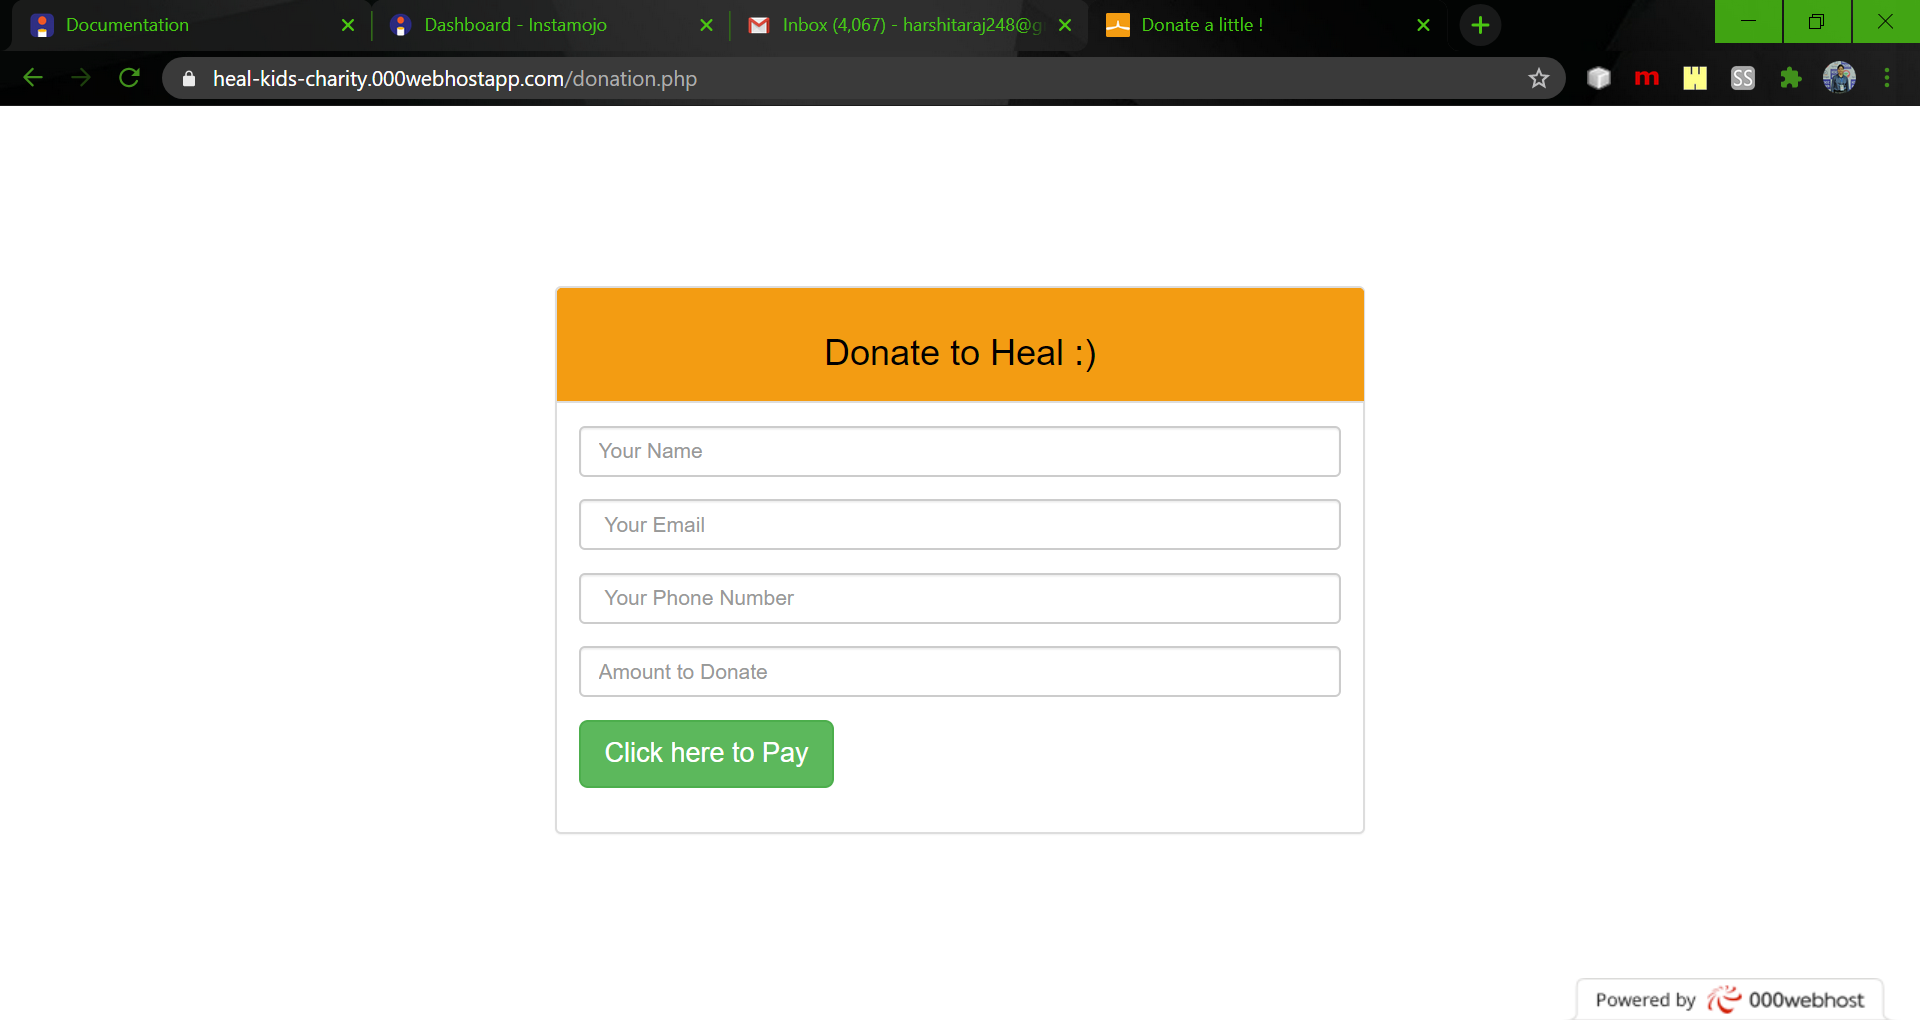 Documentation
Dashboard - Instamojo
Inbox (4,067) - harshitaraj248@g
Donate a little !
heal-kids-charity.000webhostapp.com/donation.php
m
SS
Donate to Heal :)
Your Name
Your Email
Your Phone Number
Amount to Donate
Click here to Pay
Powered by 000webhost